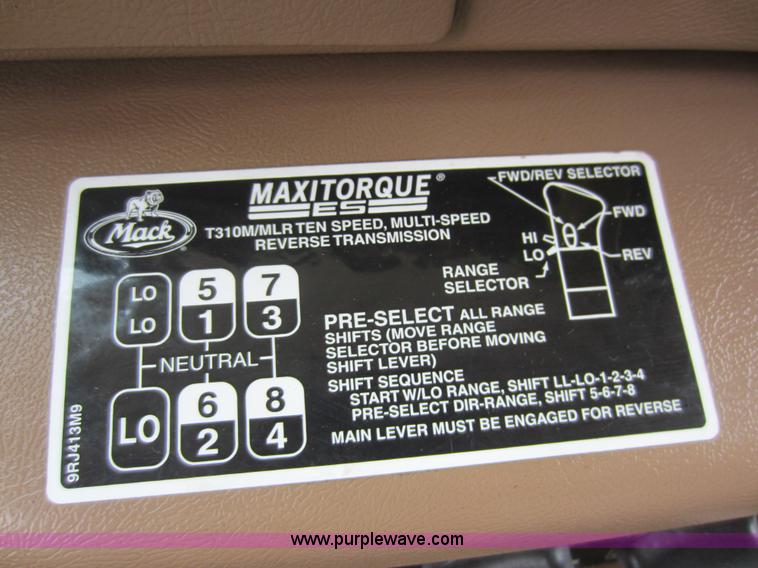 Mack
MAXITORQUE®
ES
T310M/MLR TEN SPEED, MULTI-SPEED
REVERSE TRANSMISSION
FWD/REV SELECTOR
FWD
HI
LO
REV
RANGE
SELECTOR
LO
LO
5
1
7
3
NEUTRAL
LO
6
2
8
4
PRE-SELECT ALL RANGE
SHIFTS (MOVE RANGE
SELECTOR BEFORE MOVING
SHIFT LEVER)
SHIFT SEQUENCE
START W/LO RANGE, SHIFT LL-LO-1-2-3-4
PRE-SELECT DIR-RANGE, SHIFT 5-6-7-8
MAIN LEVER MUST BE ENGAGED FOR REVERSE
9RJ413M9
www.purplewave.com